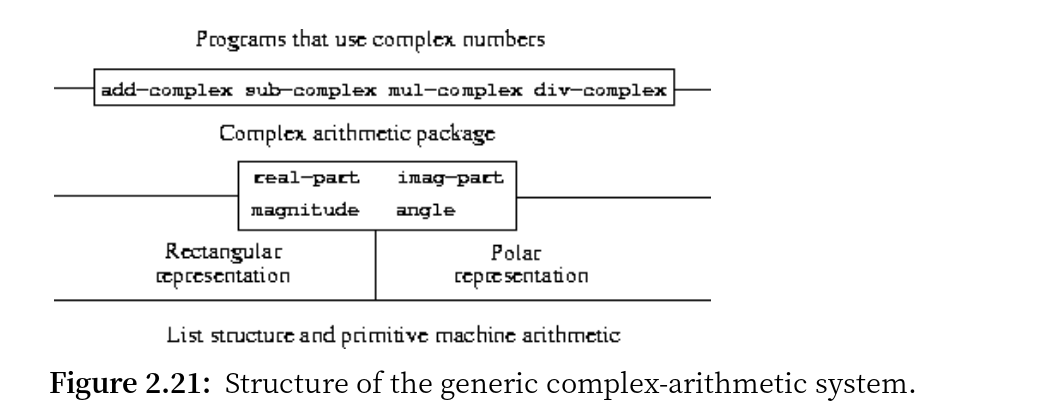 Programs that use complex numbers
add-complex sub-complex mul-complex div-complex
Complex arithmetic package
real-part imag-part
magnitude angle
Rectangular representation
Polar representation
List structure and primitive machine arithmetic
Figure 2.21: Structure of the generic complex-arithmetic system.